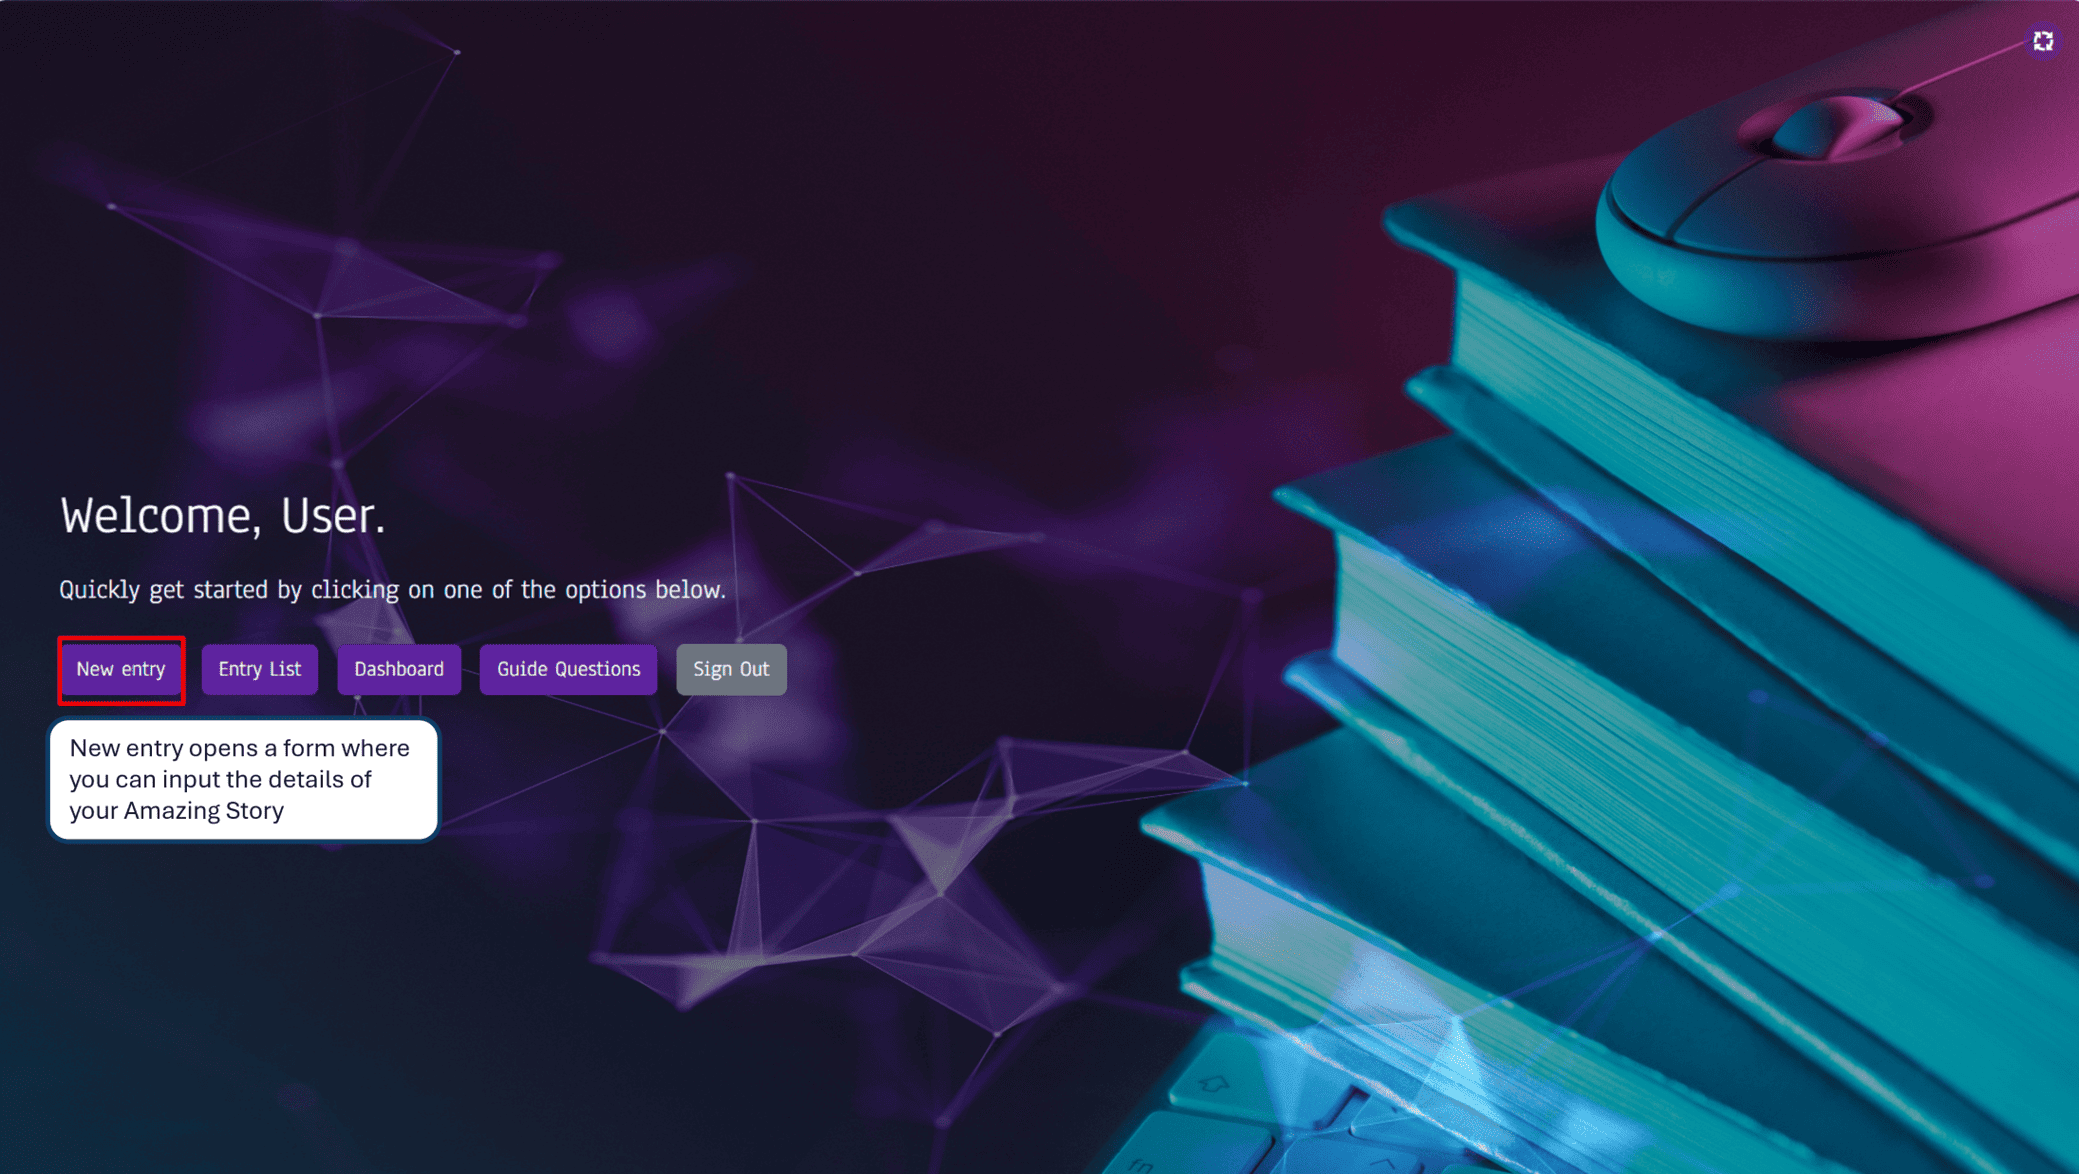 Welcome, User.
Quickly get started by clicking on one of the options below.
New entry
Entry List
Dashboard
Guide Questions
Sign Out
New entry opens a form where
you can input the details of
your Amazing Story
fn